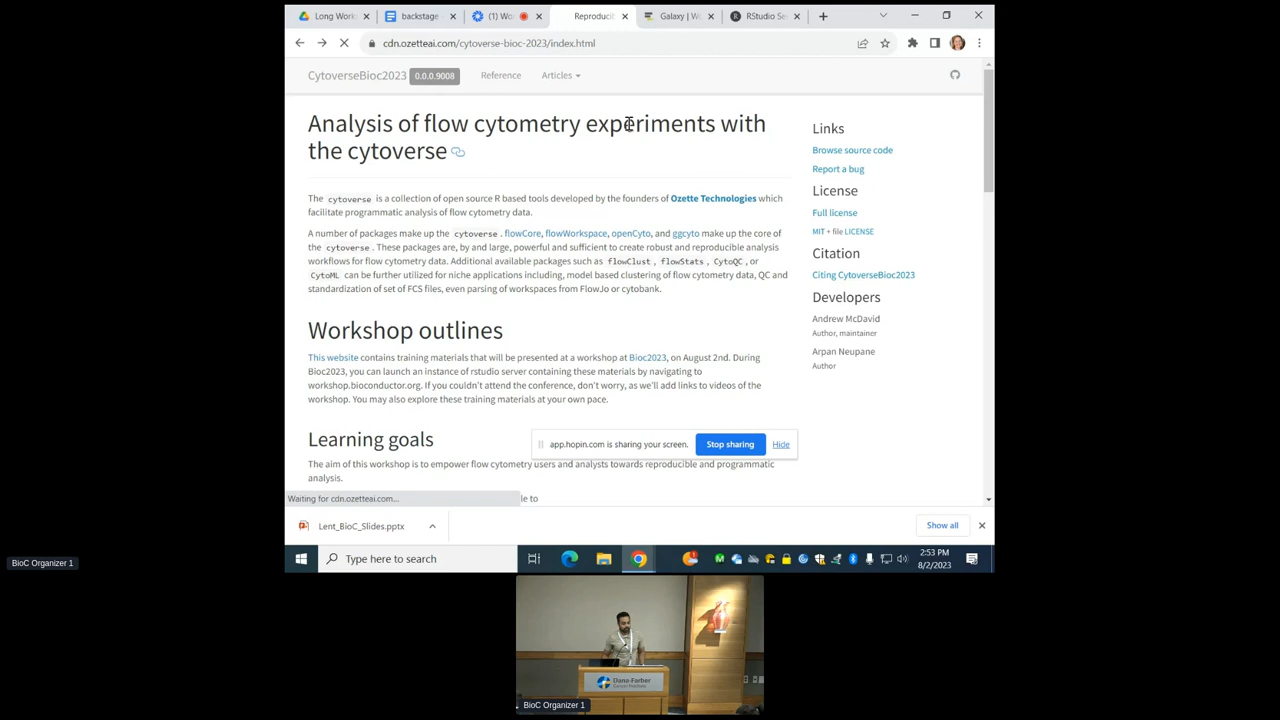 Long Work
backstage
(1) Wo
Reproducib
Galaxy | W
RStudio Se
cdn.ozetteai.com/cytoverse-bioc-2023/index.html
CytoverseBioc2023 0.0.0.9008 Reference Articles
Analysis of flow cytometry experiments with
the cytoverse
The cytoverse is a collection of open source R based tools developed by the founders of Ozette Technologies which
facilitate programmatic analysis of flow cytometry data.
A number of packages make up the cytoverse. flowCore, flowWorkspace, openCyto, and ggcyto make up the core of
the cytoverse. These packages are, by and large, powerful and sufficient to create robust and reproducible analysis
workflows for flow cytometry data. Additional available packages such as flowClust, flowStats, CytoQC, or
CytoML can be further utilized for niche applications including, model based clustering of flow cytometry data, QC and
standardization of set of FCS files, even parsing of workspaces from FlowJo or cytobank.
Workshop outlines
This website contains training materials that will be presented at a workshop at Bioc2023, on August 2nd. During
Bioc2023, you can launch an instance of rstudio server containing these materials by navigating to
workshop.bioconductor.org. If you couldn't attend the conference, don't worry, as we'll add links to videos of the
workshop. You may also explore these training materials at your own pace.
Learning goals
The aim of this workshop is to empower flow cytometry users and analysts towards reproducible and programmatic
analysis.
le to
Links
Browse source code
Report a bug
License
Full license
MIT + file LICENSE
Citation
Citing CytoverseBioc2023
Developers
Andrew McDavid
Author, maintainer
Arpan Neupane
Author
app.hopin.com is sharing your screen. Stop sharing Hide
Waiting for cdn.ozetteai.com...
Lent_BioC_Slides.pptx
Show all
Type here to search
2:53 PM
8/2/2023
BioC Organizer 1
Dana-Farber
BioC Organizer 1